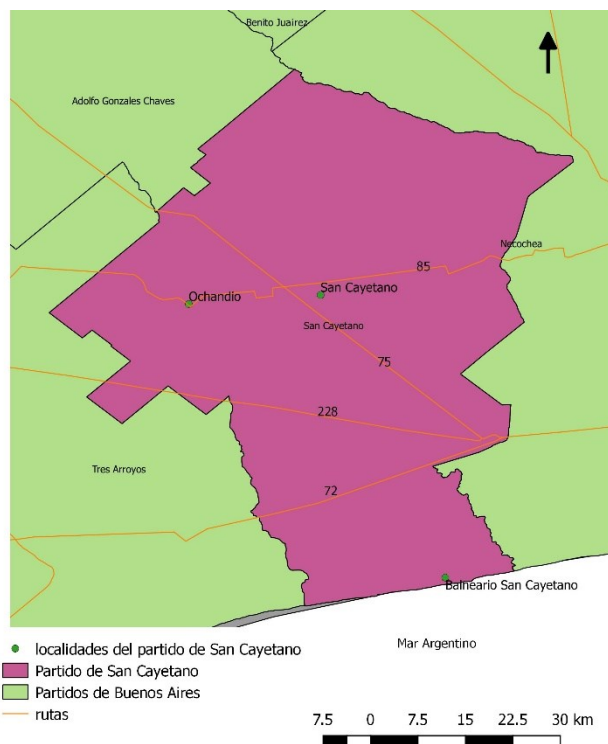 Benito Juairez
Adolfo Gonzales Chaves
Necochea
85
Ochandio
San Cayetano
San Cayetano
75
228
Tres Arroyos
72
Balneario San Cayetano
Mar Argentino
localidades del partido de San Cayetano
Partido de San Cayetano
Partidos de Buenos Aires
rutas
7.5 0 7.5 15 22.5 30 km